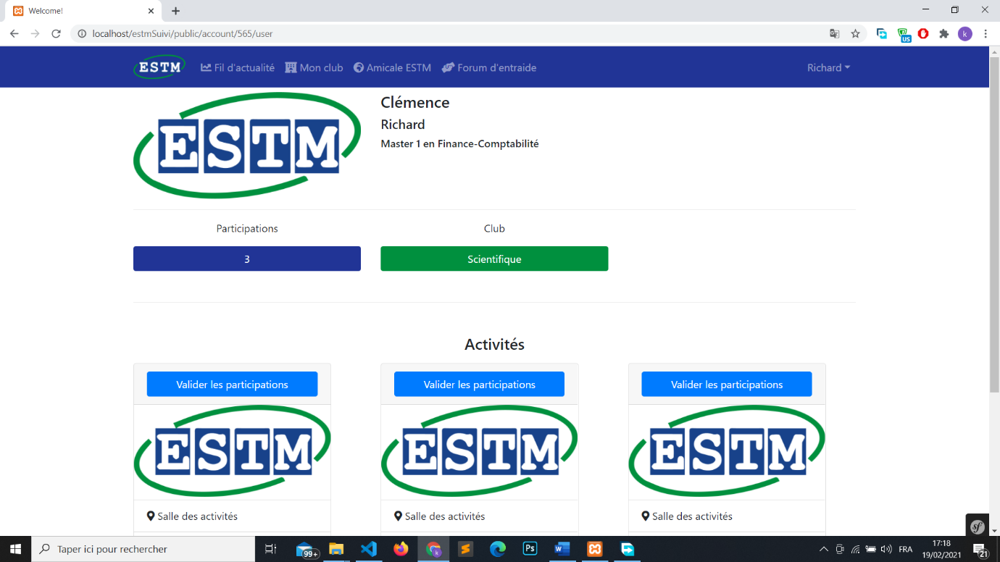 Welcome!
localhost/estmSuivi/public/account/565/user
US
k
ESTM
Fil d'actualité
Mon club
Amicale ESTM
Forum d'entraide
Richard
ESTM
Clémence
Richard
Master 1 en Finance-Comptabilité
Participations
Club
3
Scientifique
Activités
Valider les participations
Valider les participations
Valider les participations
ESTM
ESTM
ESTM
Salle des activités
Salle des activités
Salle des activités
sf
Taper ici pour rechercher
99+
k
Ps
W
FRA
17:18
19/02/2021
21